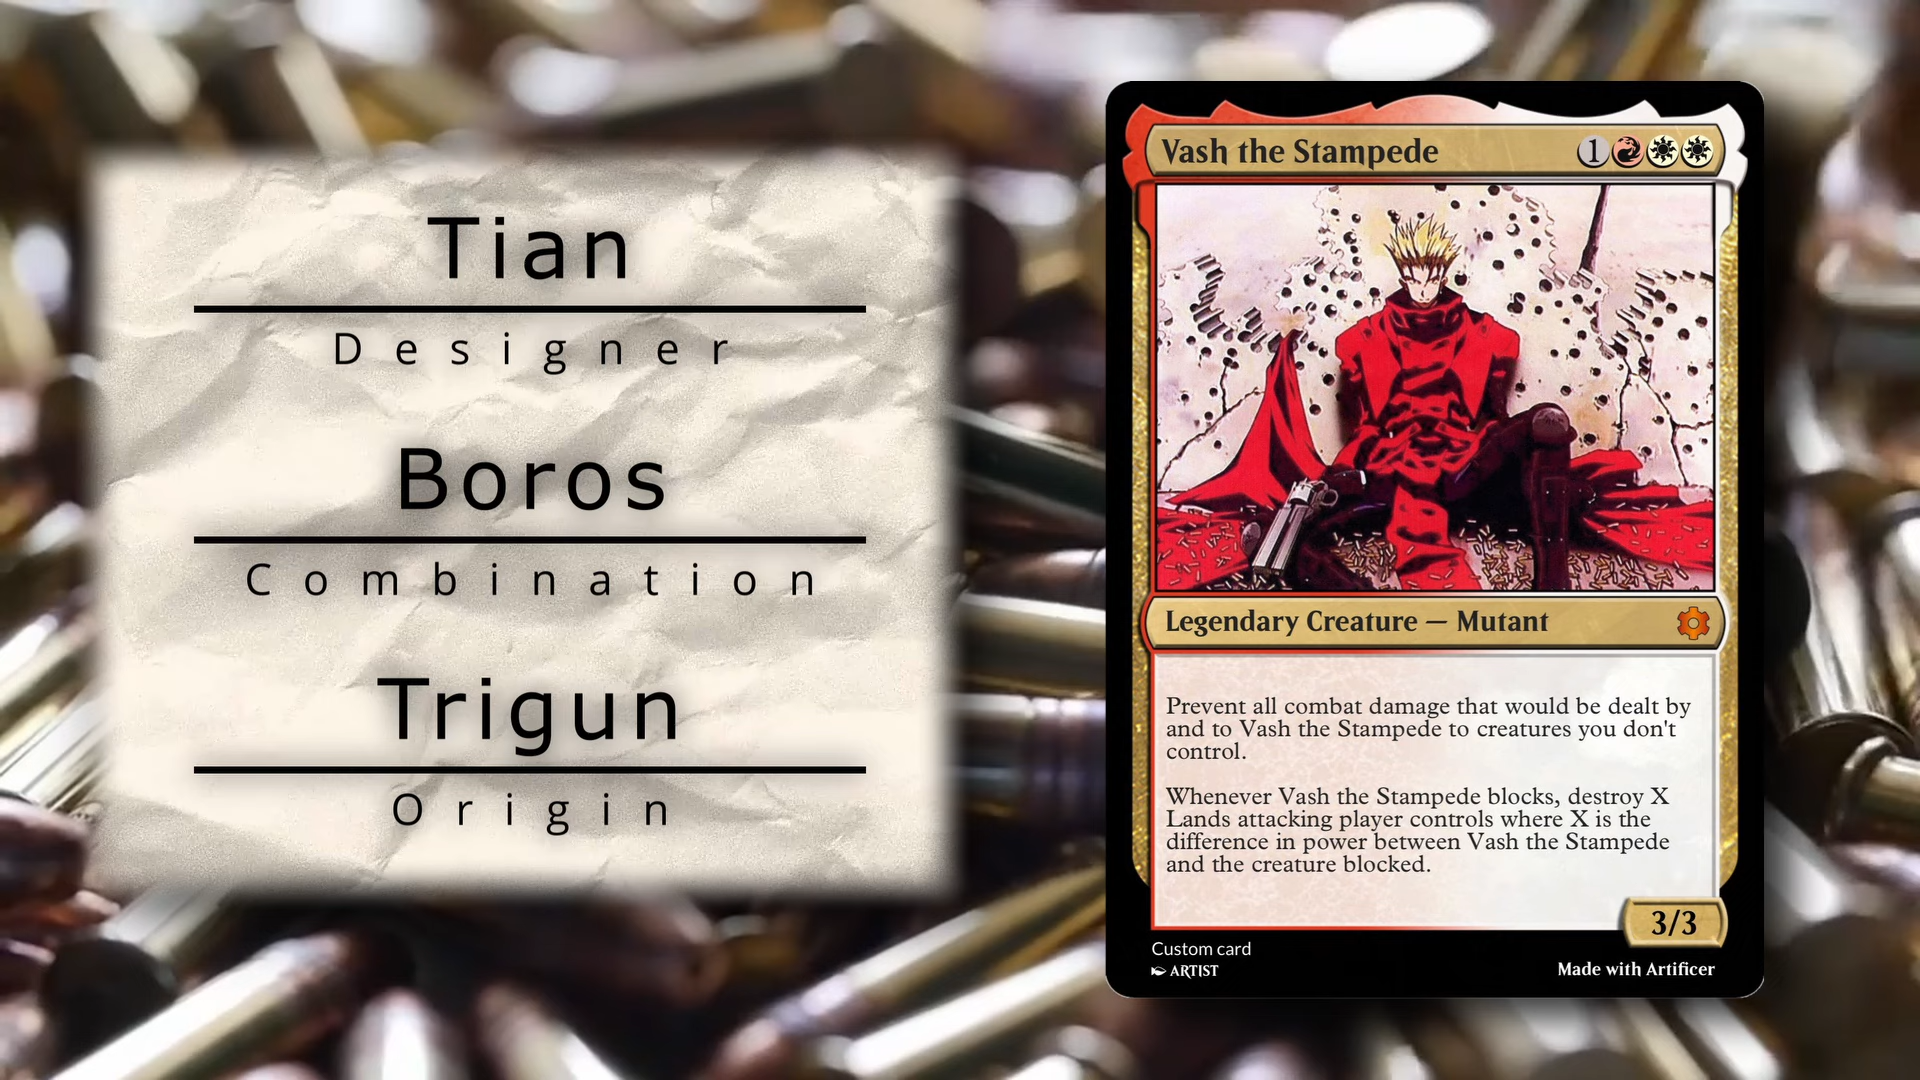 Tian
Designer
Boros
Combination
Trigun
Origin
Vash the Stampede
1
Legendary Creature — Mutant
Prevent all combat damage that would be dealt by
and to Vash the Stampede to creatures you don't
control.
Whenever Vash the Stampede blocks, destroy X
Lands attacking player controls where X is the
difference in power between Vash the Stampede
and the creature blocked.
3/3
Custom card
ARTIST
Made with Artificer